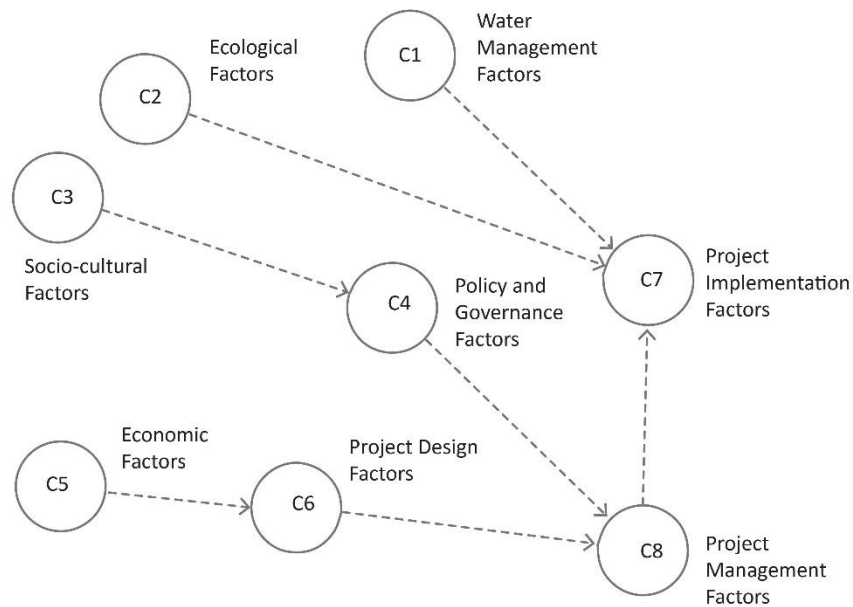 C1
Water
Management
Factors
C2
Ecological
Factors
C3
Socio-cultural
Factors
C4
Policy and
Governance
Factors
C7
Project
Implementation
Factors
C5
Economic
Factors
C6
Project Design
Factors
C8
Project
Management
Factors